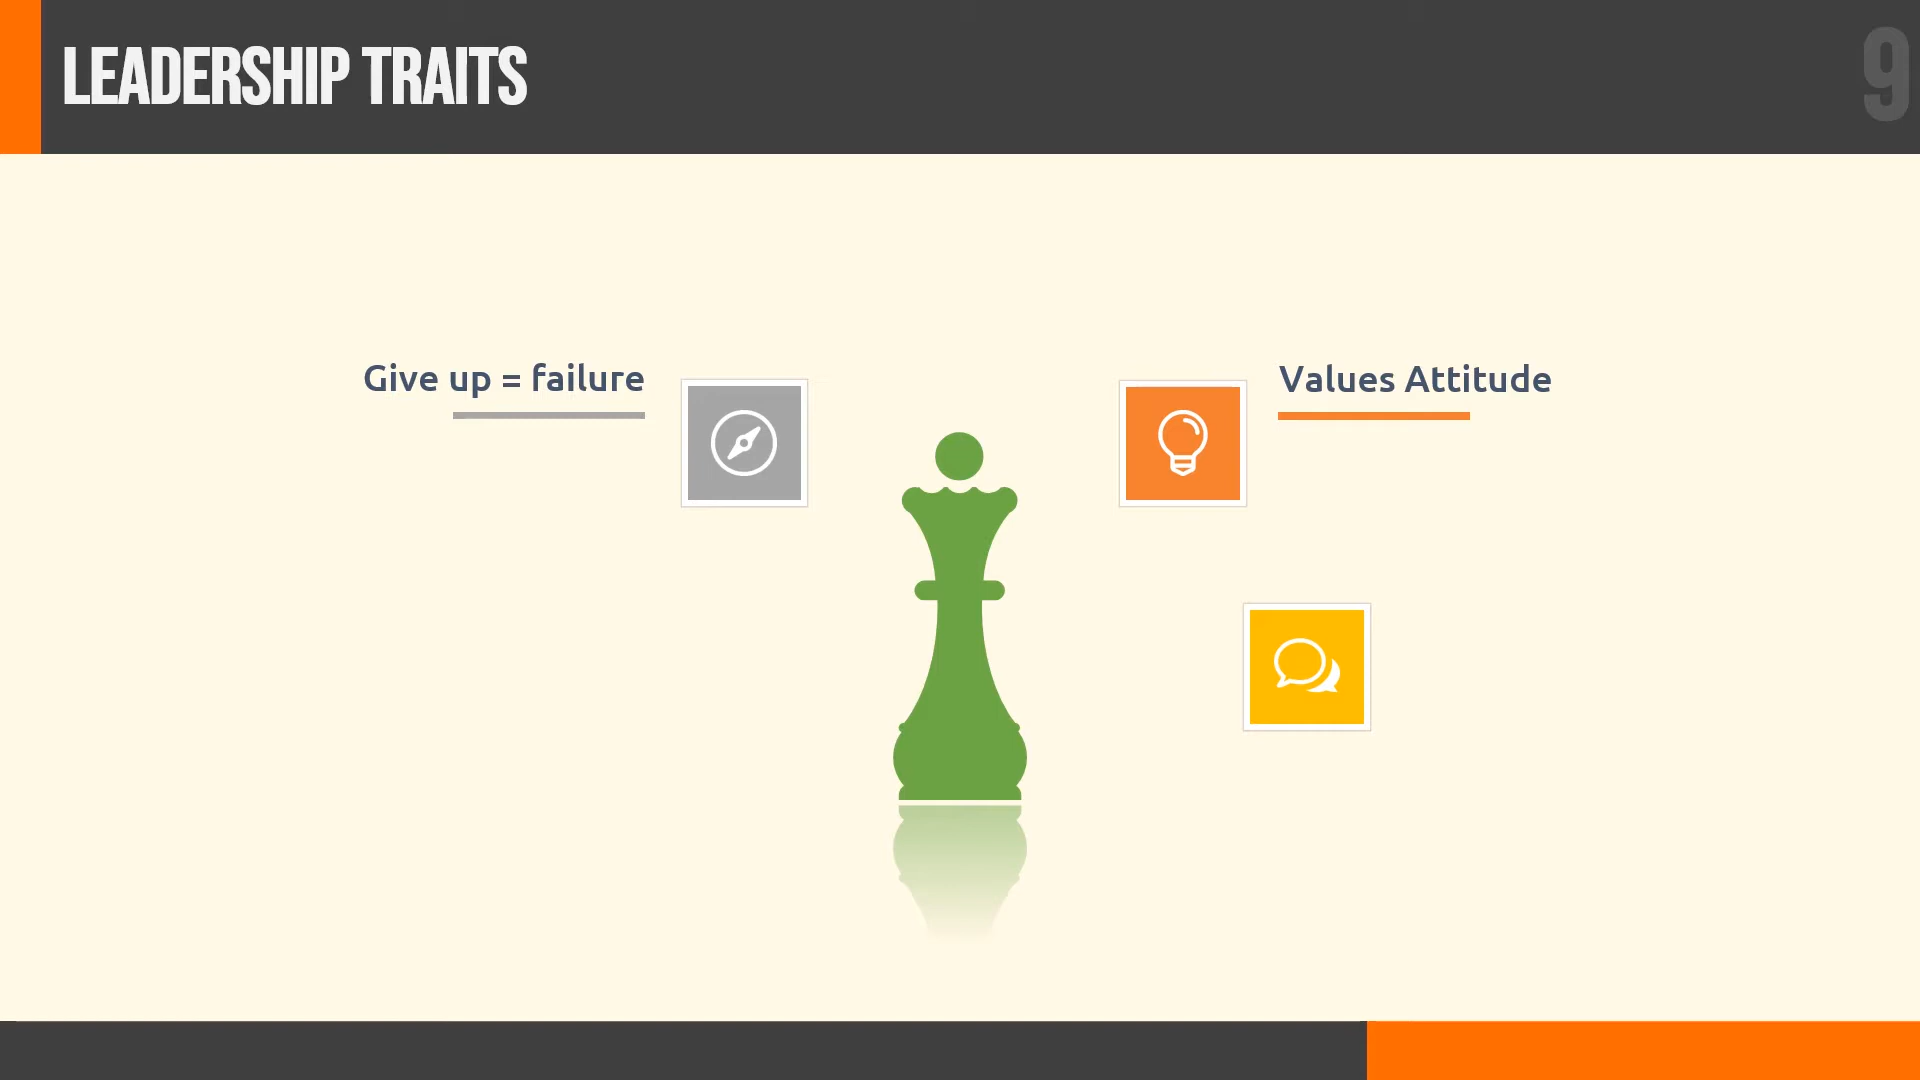 LEADERSHIP TRAITS
9
Give up = failure
Values Attitude